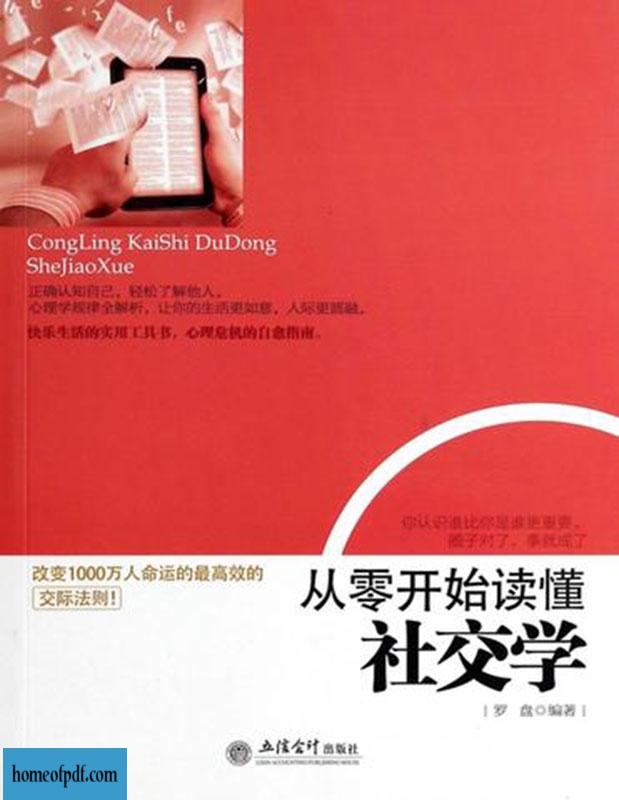 CongLing KaiShi DuDong
SheJiaoXue
正确认知自己，轻松了解他人。
心理学规律全解析，让你的生活更如意，人际更圆融。
快乐生活的实用工具书，心理危机的自愈指南。
你认识谁比你是谁更重要，
圈子对了，事就成了
改变1000万人命运的最高效的
交际法则！
从零开始读懂
社交学
罗 盘◎编著
立信会计出版社
LIXIN ACCOUNTING PUBLISHING HOUSE
homeofpdf.com